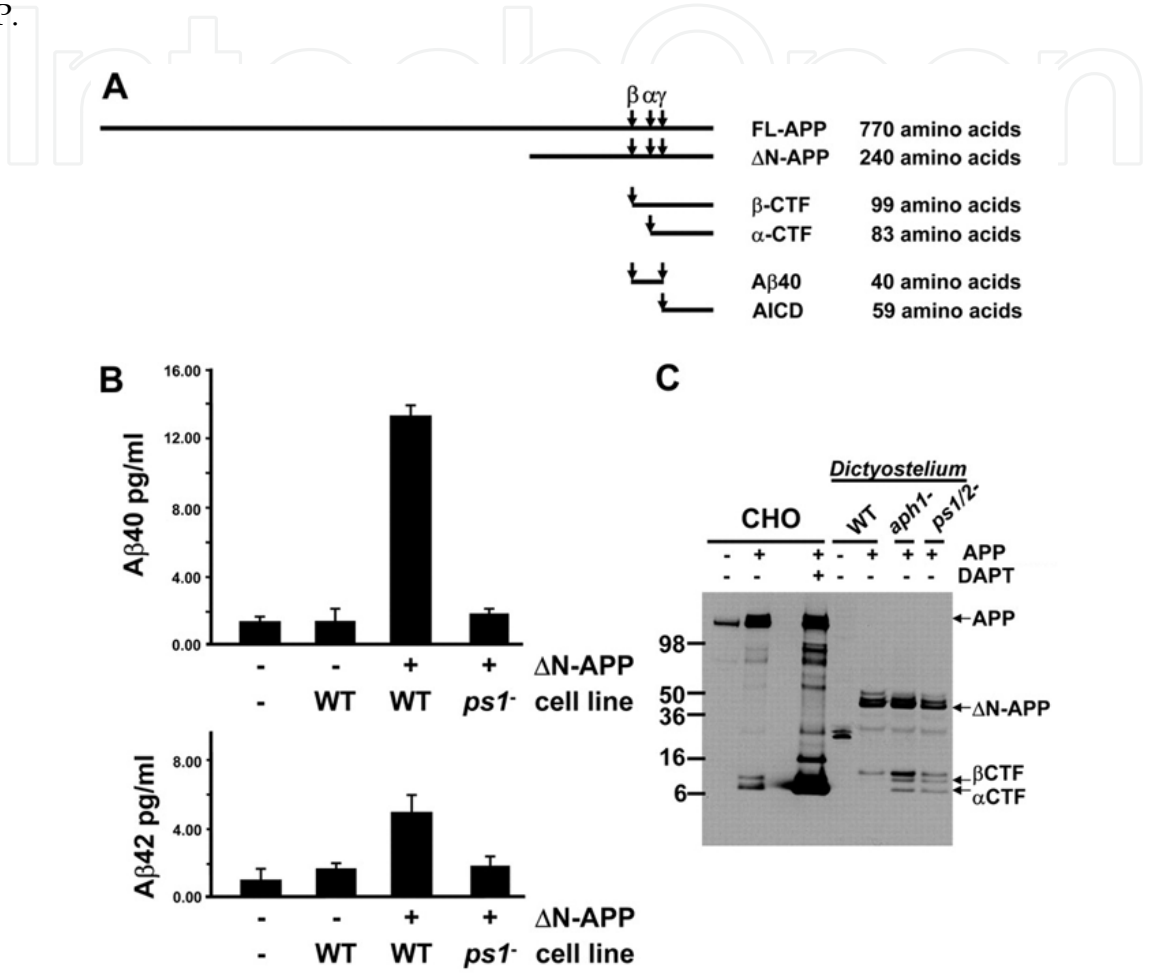 P.
IntechOpen
A
β αγ
FL-APP 770 amino acids
ΔN-APP 240 amino acids
β-CTF 99 amino acids
α-CTF 83 amino acids
Aβ40 40 amino acids
AICD 59 amino acids
B
Aβ40 pg/ml
16.00
12.00
8.00
4.00
0.00
- - + + ΔN-APP
- WT WT ps1- cell line
Aβ42 pg/ml
8.00
4.00
0.00
- - + + ΔN-APP
- WT WT ps1- cell line
C
Dictyostelium
CHO WT aph1- ps1/2-
- + + - + + + APP
- - + - - - - DAPT
98
50
36
16
6
APP
ΔN-APP
βCTF
αCTF